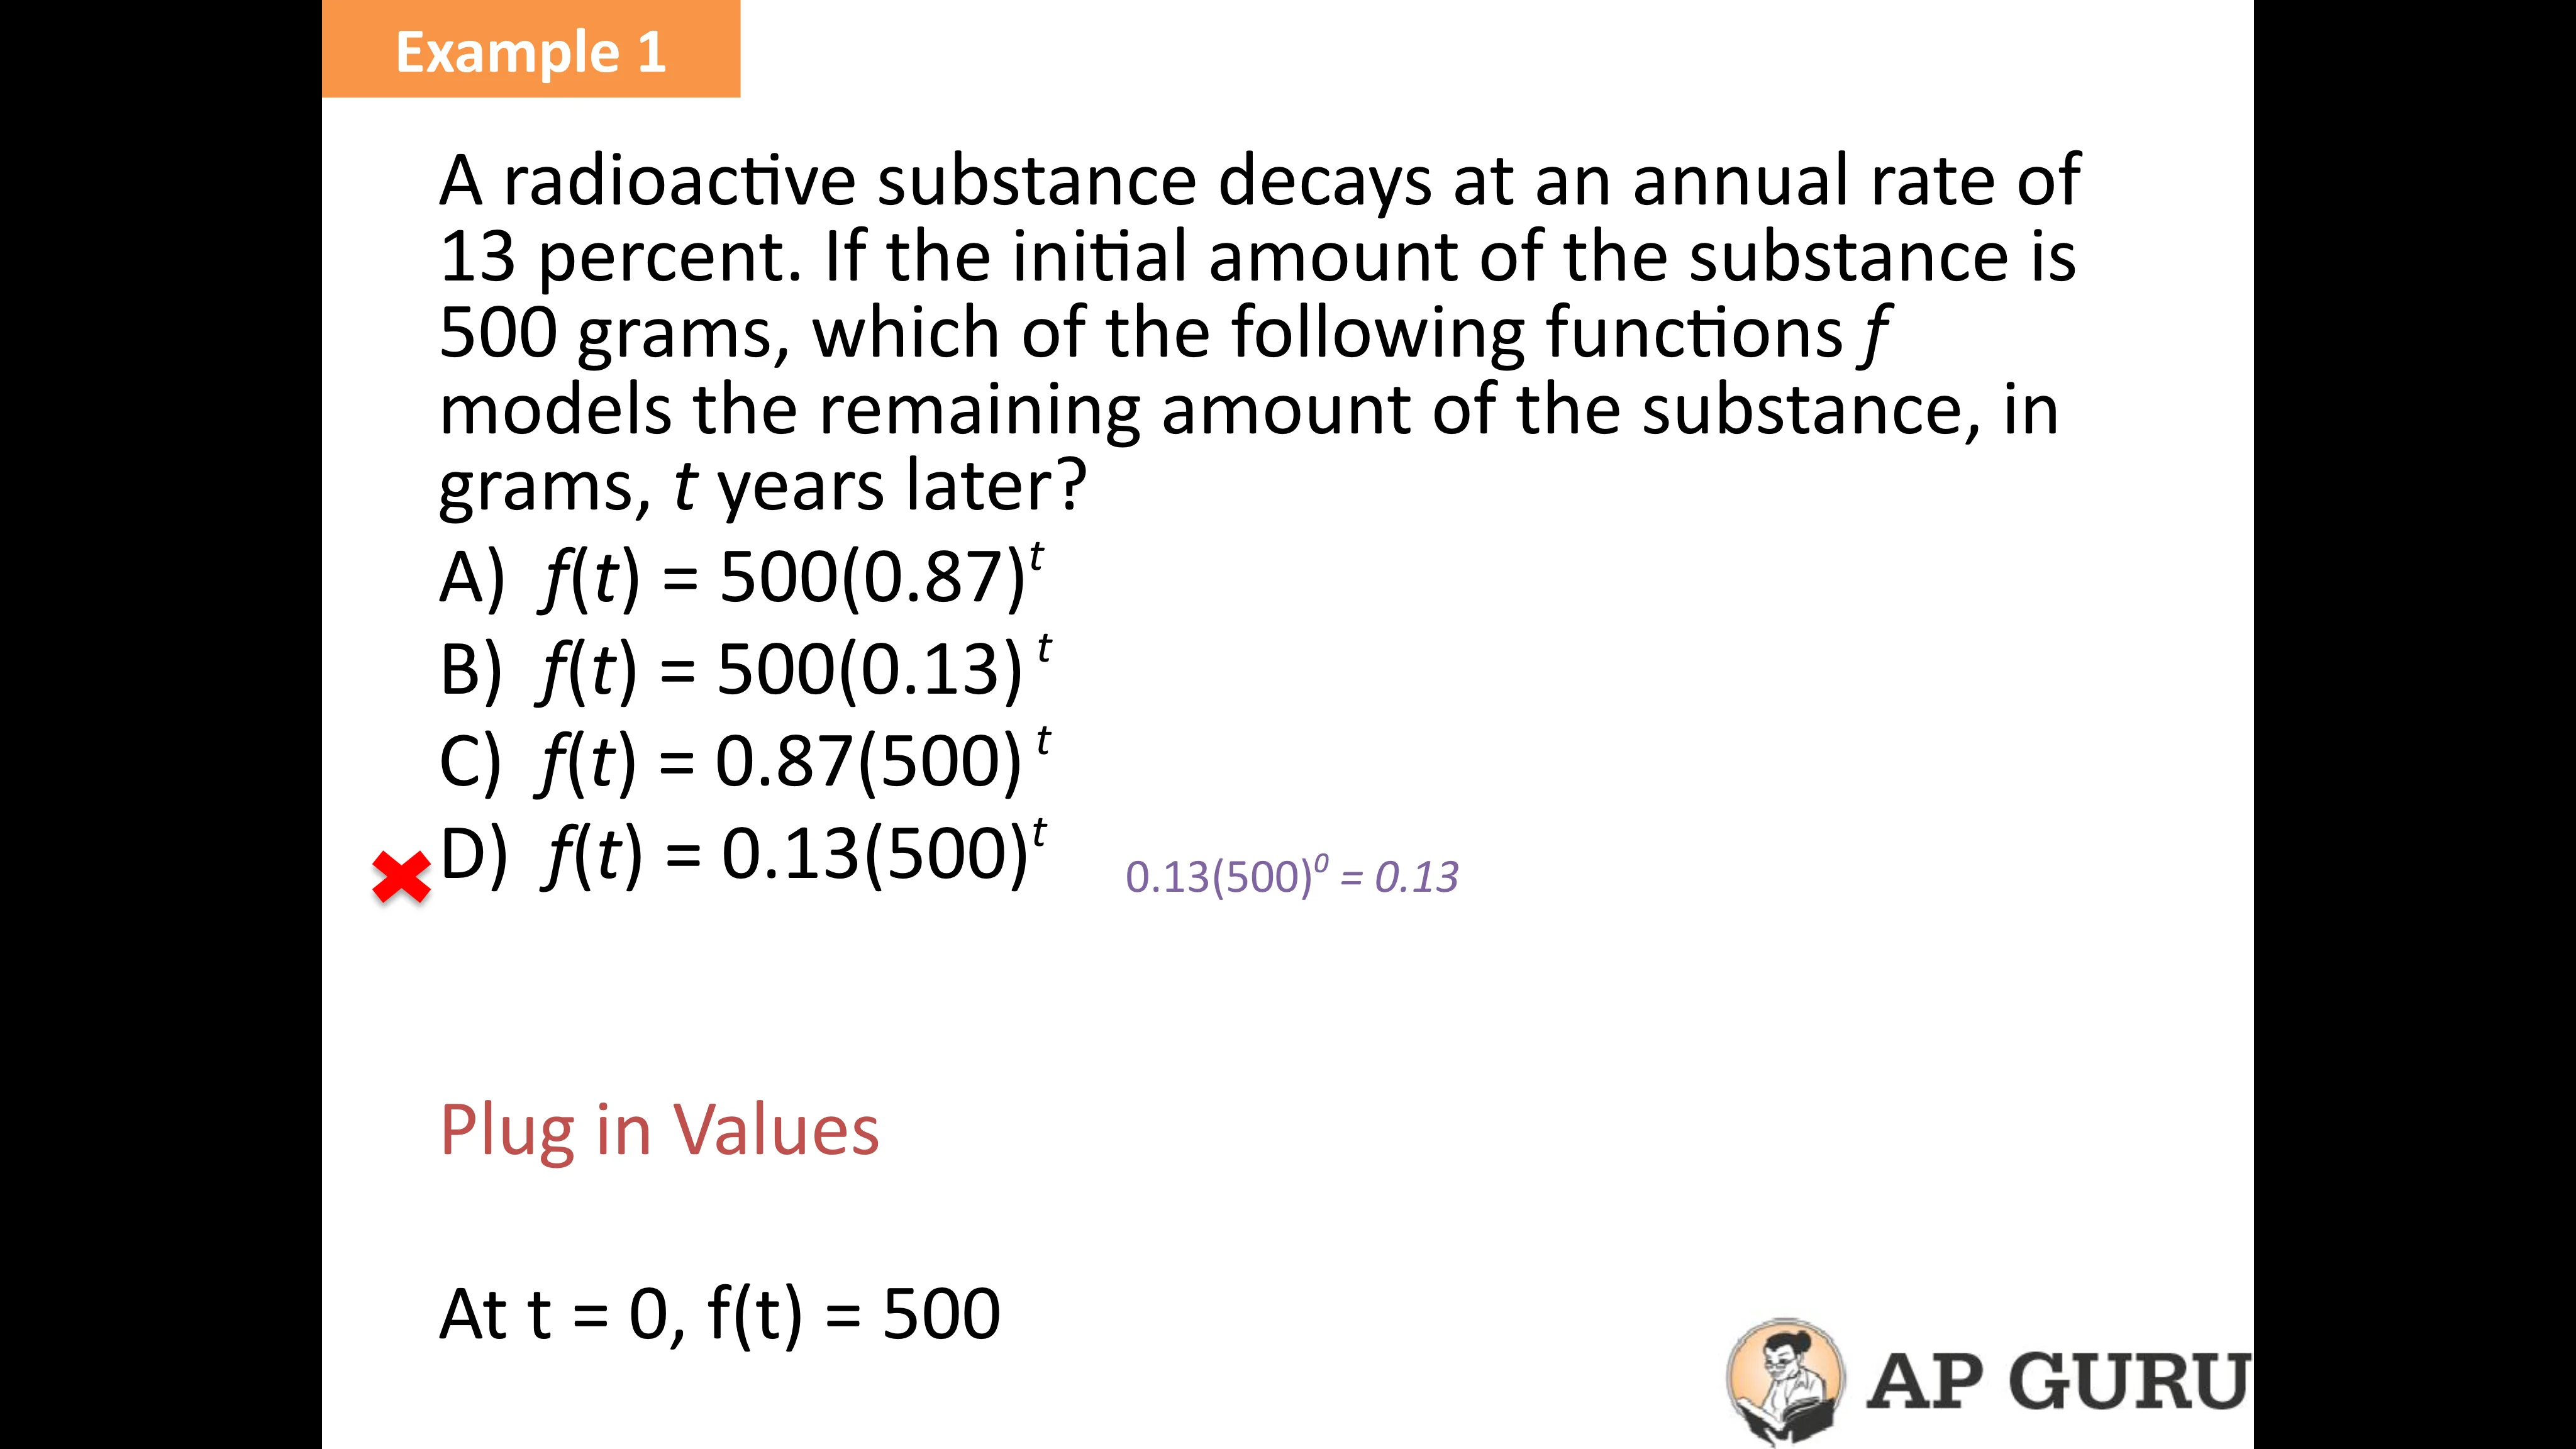 Example 1
A radioactive substance decays at an annual rate of
13 percent. If the initial amount of the substance is
500 grams, which of the following functions f
models the remaining amount of the substance, in
grams, t years later?
A) f(t) = 500(0.87)^t
B) f(t) = 500(0.13)^t
C) f(t) = 0.87(500)^t
D) f(t) = 0.13(500)^t
0.13(500)^0 = 0.13
Plug in Values
At t = 0, f(t) = 500
AP GURU